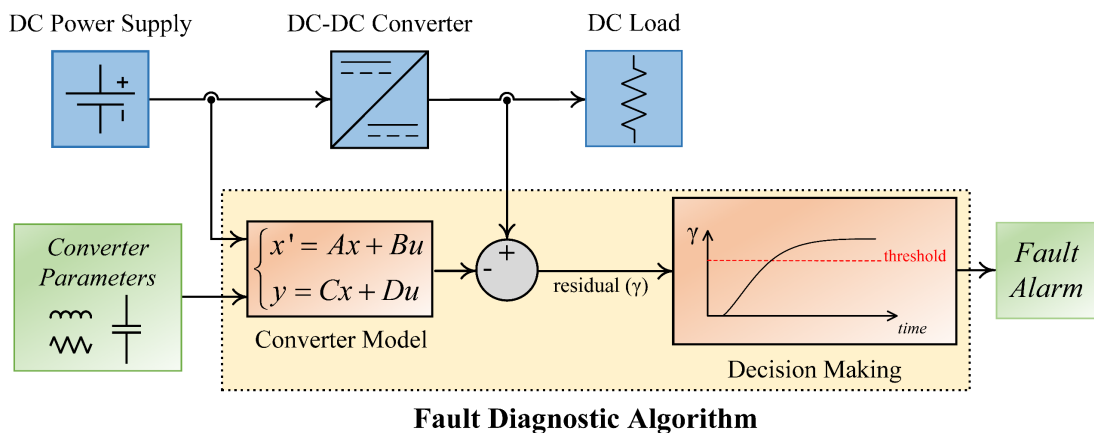 DC Power Supply
DC-DC Converter
DC Load
Converter
Parameters
x' = Ax + Bu
y = Cx + Du
Converter Model
+
-
residual (γ)
γ
threshold
time
Decision Making
Fault
Alarm
Fault Diagnostic Algorithm